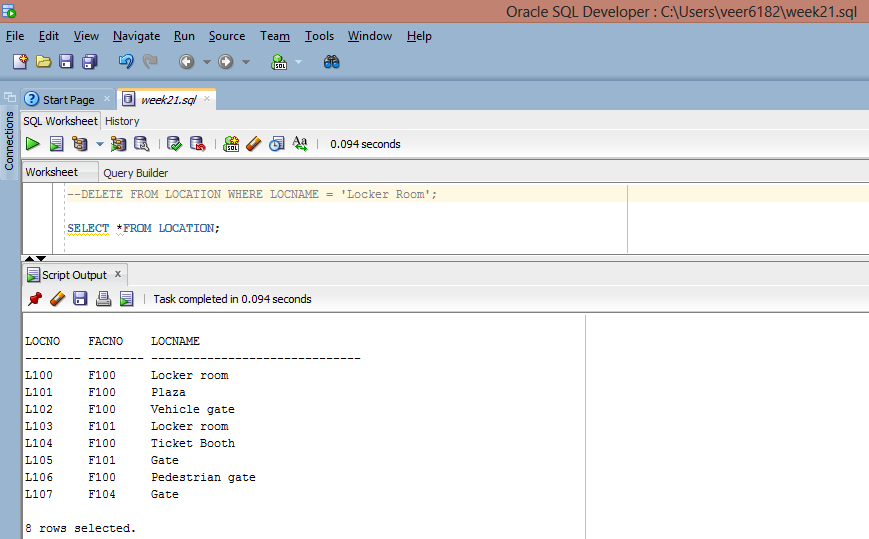 Oracle SQL Developer : C:\Users\veer6182\week21.sql
File Edit View Navigate Run Source Team Tools Window Help
SQL
Start Page × week21.sql ×
Connections
SQL Worksheet History
SQL Aa 0.094 seconds
Worksheet Query Builder
--DELETE FROM LOCATION WHERE LOCNAME = 'Locker Room';
SELECT *FROM LOCATION;
Script Output x
Task completed in 0.094 seconds
LOCNO FACNO LOCNAME
-------- -------- ------------------------------
L100 F100 Locker room
L101 F100 Plaza
L102 F100 Vehicle gate
L103 F101 Locker room
L104 F100 Ticket Booth
L105 F101 Gate
L106 F100 Pedestrian gate
L107 F104 Gate
8 rows selected.